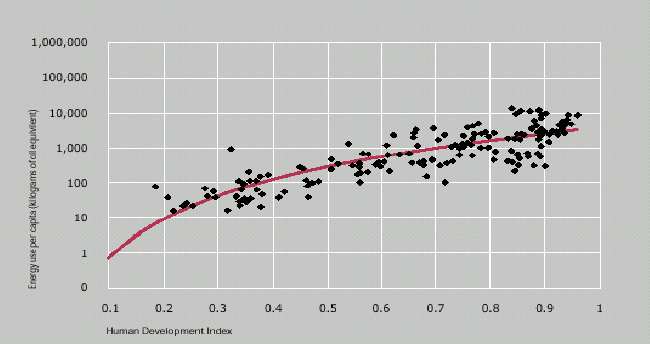 1,000,000
100,000
10,000
1,000
100
10
1
0
Energy use per capita (kilograms of oil equivilent)
0.1 0.2 0.3 0.4 0.5 0.6 0.7 0.8 0.9 1
Human Development Index